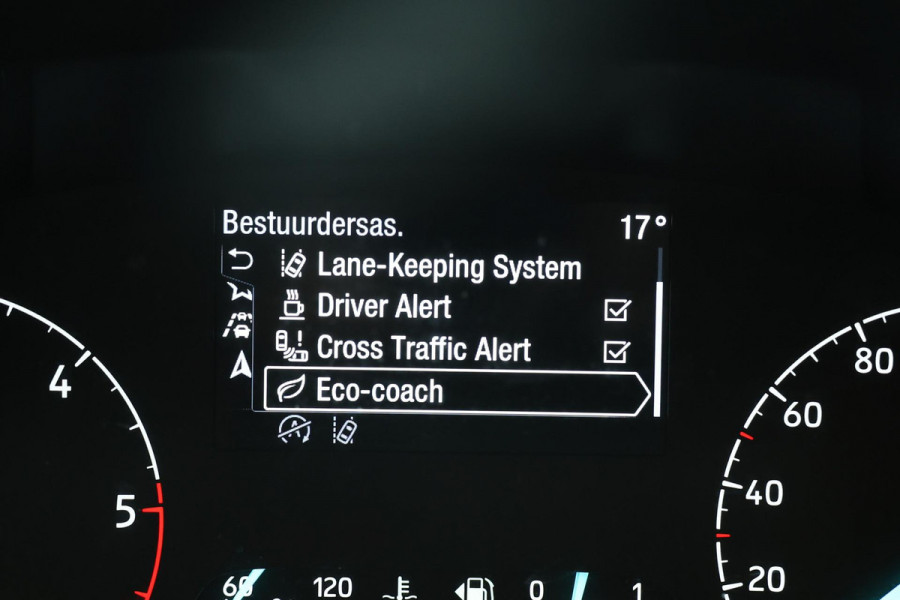 Bestuurdersas. 17°
Lane-Keeping System
Driver Alert
Cross Traffic Alert
Eco-coach
4
5
80
60
40
20
60 120 0 1